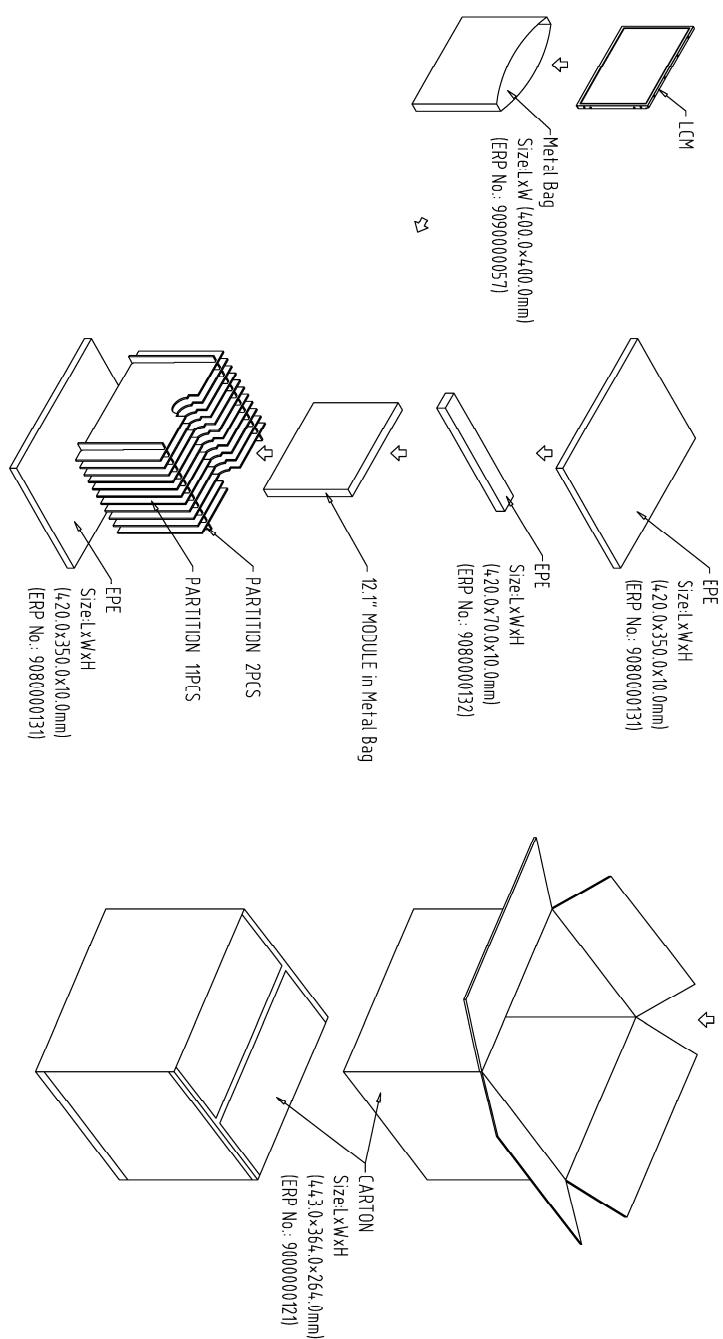 LCM
Metal Bag
Size:LxW (400.0x400.0mm)
(ERP No.: 9090000057)
EPE
Size:LxWxH
(420.0x350.0x10.0mm)
(ERP No.: 9080000131)
EPE
Size:LxWxH
(420.0x70.0x10.0mm)
(ERP No.: 9080000132)
12.1" MODULE in Metal Bag
PARTITION 2PCS
PARTITION 11PCS
EPE
Size:LxWxH
(420.0x350.0x10.0mm)
(ERP No.: 9080000131)
CARTON
Size:LxWxH
(443.0x364.0x264.0mm)
(ERP No.: 9000000121)